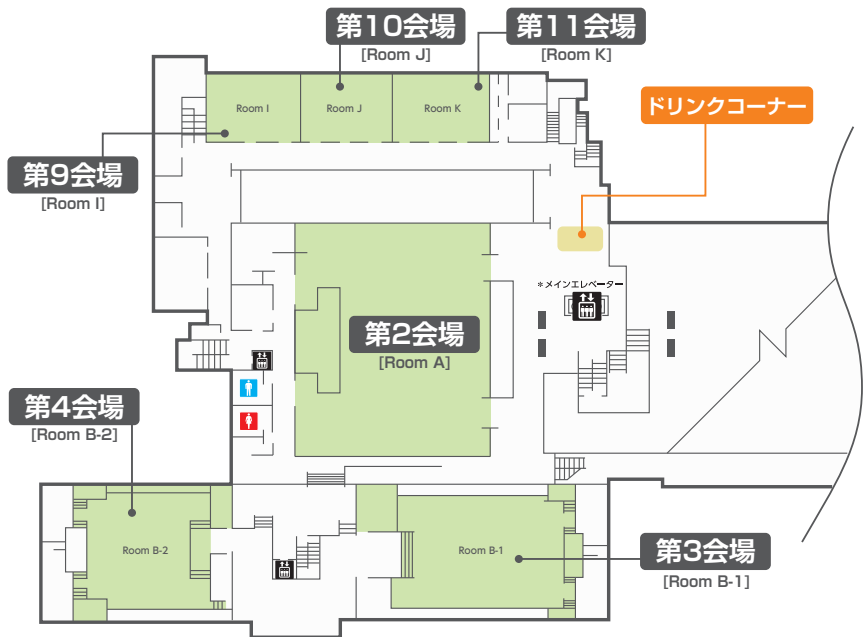 第10会場
[Room J]
第11会場
[Room K]
ドリンクコーナー
Room I
Room J
Room K
第9会場
[Room I]
*メインエレベーター
第2会場
[Room A]
第4会場
[Room B-2]
Room B-2
Room B-1
第3会場
[Room B-1]